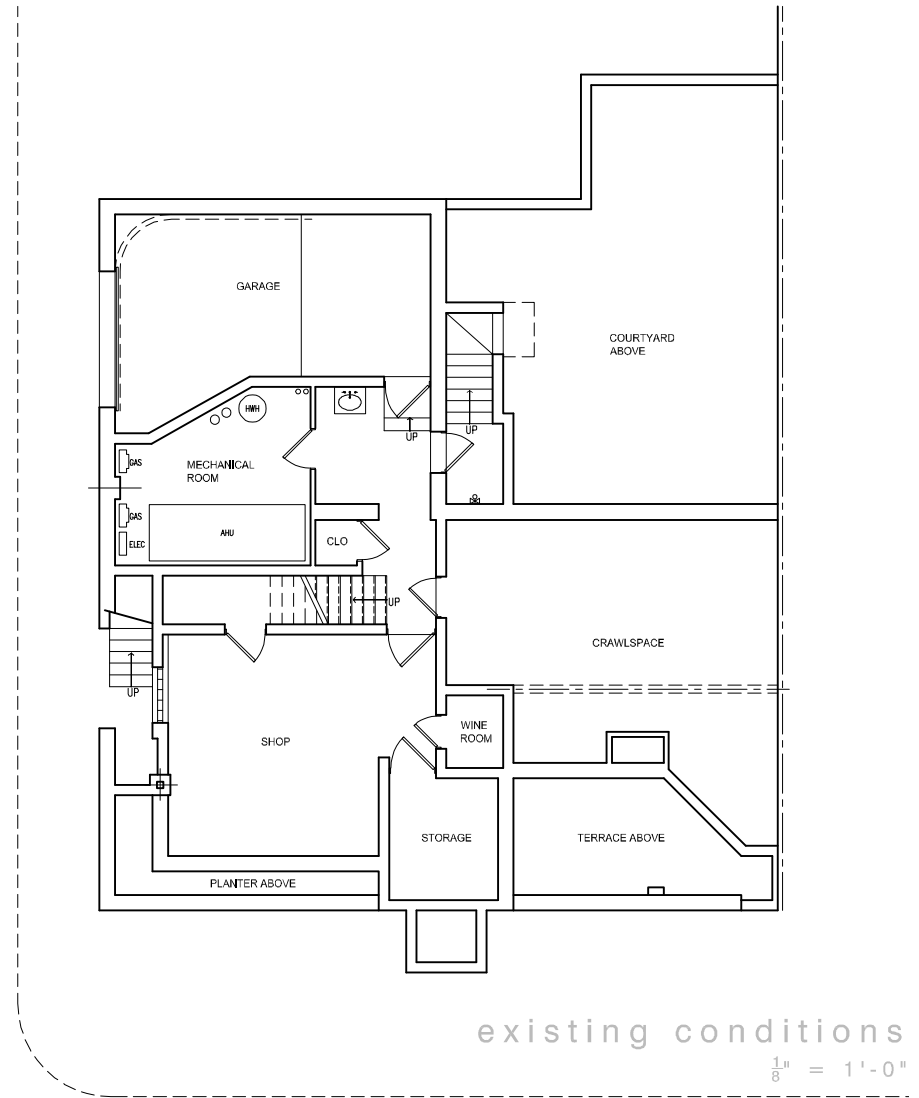 GARAGE
COURTYARD
ABOVE
HWH
UP
UP
GAS
MECHANICAL
ROOM
GAS
AHU
ELEC
CLO
UP
CRAWLSPACE
UP
WINE
ROOM
SHOP
STORAGE
TERRACE ABOVE
PLANTER ABOVE
existing conditions
1/8" = 1'-0"